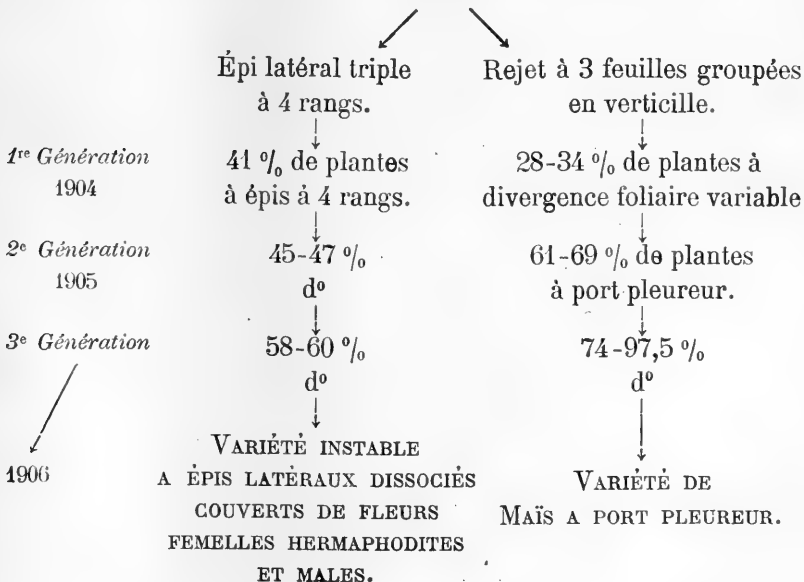 Épi latéral triple
à 4 rangs.
Rejet à 3 feuilles groupées
en verticille.
1re Génération
1904
41 % de plantes
à épis à 4 rangs.
28-34 % de plantes à
divergence foliaire variable
2e Génération
1905
45-47 %
do
61-69 % de plantes
à port pleureur.
3e Génération
58-60 %
do
74-97,5 %
do
1906
VARIÉTÉ INSTABLE
A ÉPIS LATÉRAUX DISSOCIÉS
COUVERTS DE FLEURS
FEMELLES HERMAPHODITES
ET MALES.
VARIÉTÉ DE
MAÏS A PORT PLEUREUR.